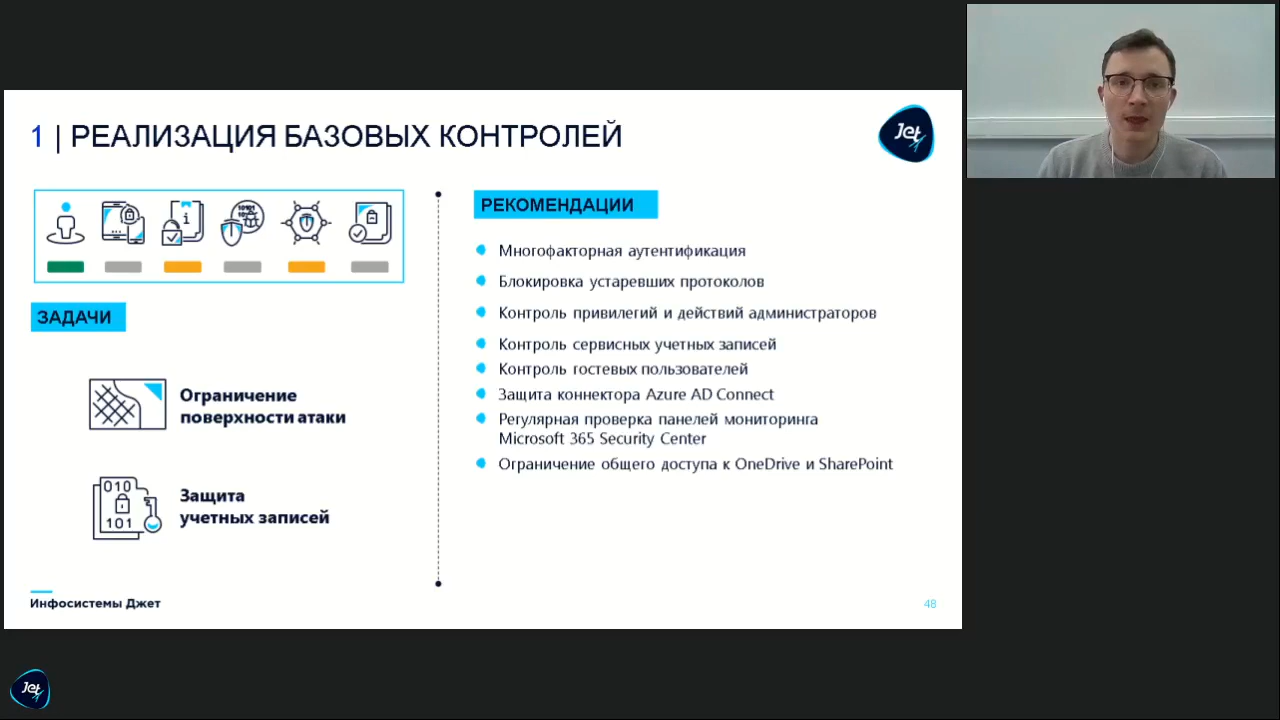 1 | РЕАЛИЗАЦИЯ БАЗОВЫХ КОНТРОЛЕЙ
Jet
ЗАДАЧИ
Ограничение
поверхности атаки
010
101
Защита
учетных записей
РЕКОМЕНДАЦИИ
Многофакторная аутентификация
Блокировка устаревших протоколов
Контроль привилегий и действий администраторов
Контроль сервисных учетных записей
Контроль гостевых пользователей
Защита коннектора Azure AD Connect
Регулярная проверка панелей мониторинга
Microsoft 365 Security Center
Ограничение общего доступа к OneDrive и SharePoint
Инфосистемы Джет
48
Jet